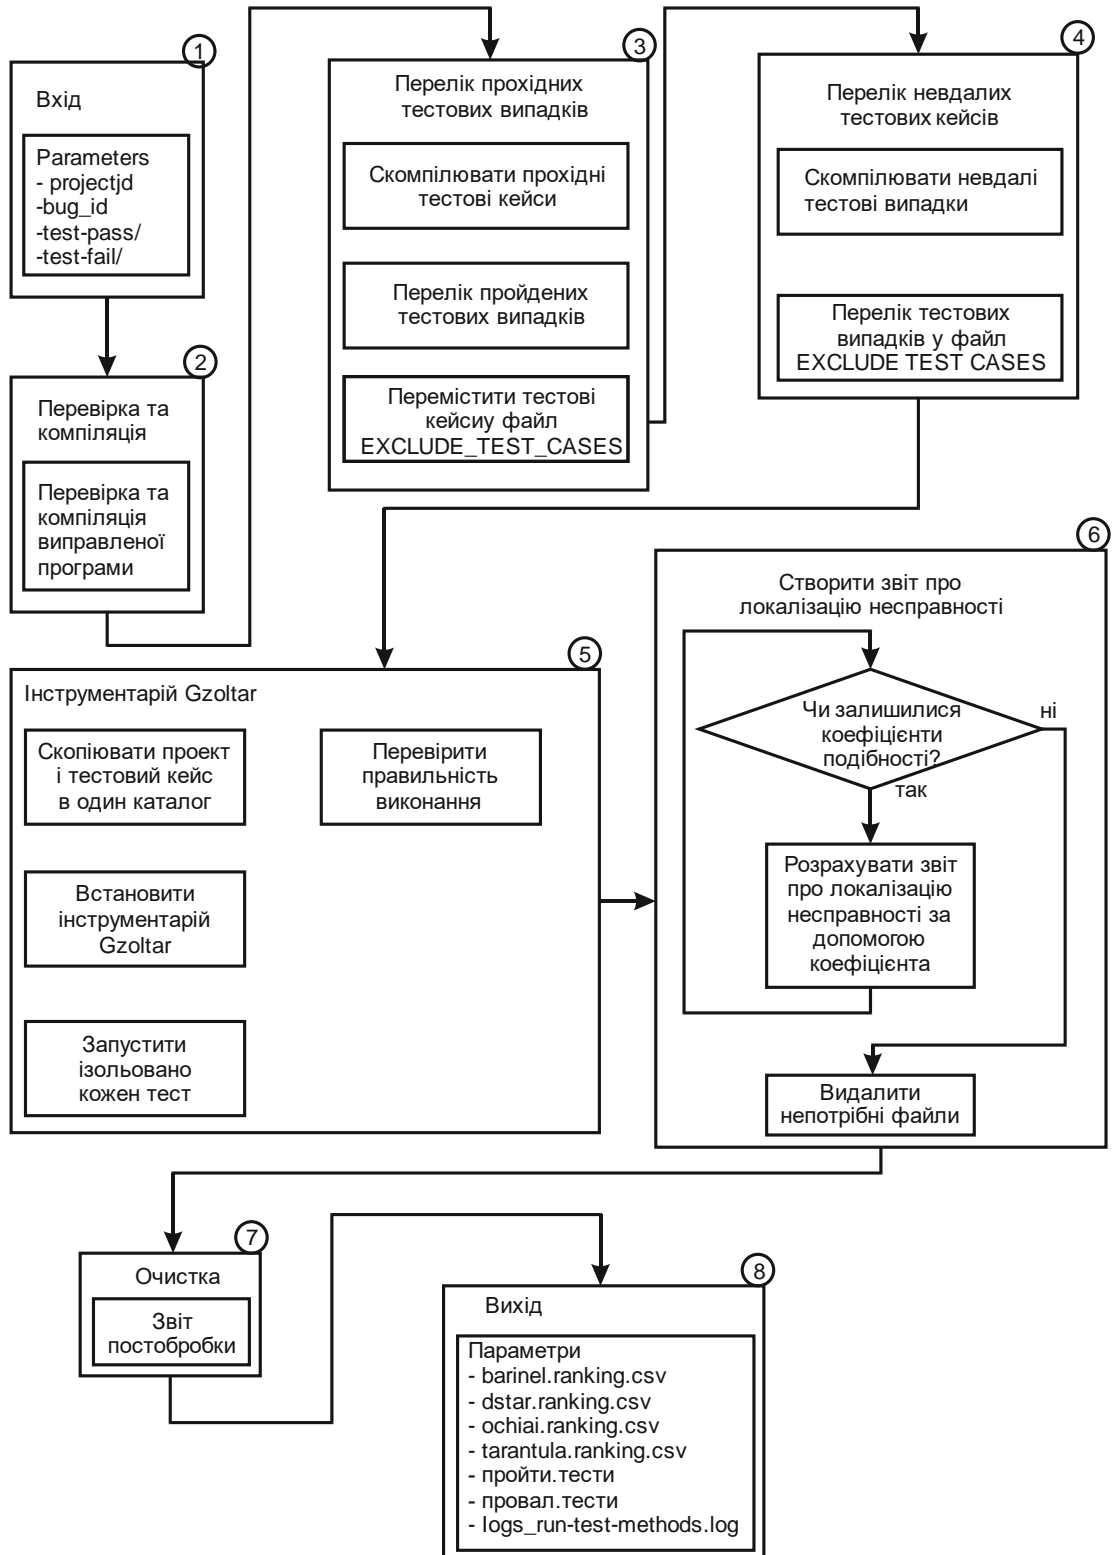 1
Вхід
Parameters
- projectjd
-bug_id
-test-pass/
-test-fail/
2
Перевірка та
компіляція
Перевірка та
компіляція
виправленої
програми
3
Перелік прохідних
тестових випадків
Скомпілювати прохідні
тестові кейси
Перелік пройдених
тестових випадків
Перемістити тестові
кейсиу файл
EXCLUDE_TEST_CASES
4
Перелік невдалих
тестових кейсів
Скомпілювати невдалі
тестові випадки
Перелік тестових
випадків у файл
EXCLUDE TEST CASES
5
Інструментарій Gzoltar
Скопіювати проект
і тестовий кейс
в один каталог
Перевірити
правильність
виконання
Встановити
інструментарій
Gzoltar
Запустити
ізольовано
кожен тест
6
Створити звіт про
локалізацію несправності
Чи залишилися
коефіцієнти
подібності?
ні
так
Розрахувати звіт
про локалізацію
несправності за
допомогою
коефіцієнта
Видалити
непотрібні файли
7
Очистка
Звіт
постобробки
8
Вихід
Параметри
- barinel.ranking.csv
- dstar.ranking.csv
- ochiai.ranking.csv
- tarantula.ranking.csv
- пройти.тести
- провал.тести
- logs_run-test-methods.log